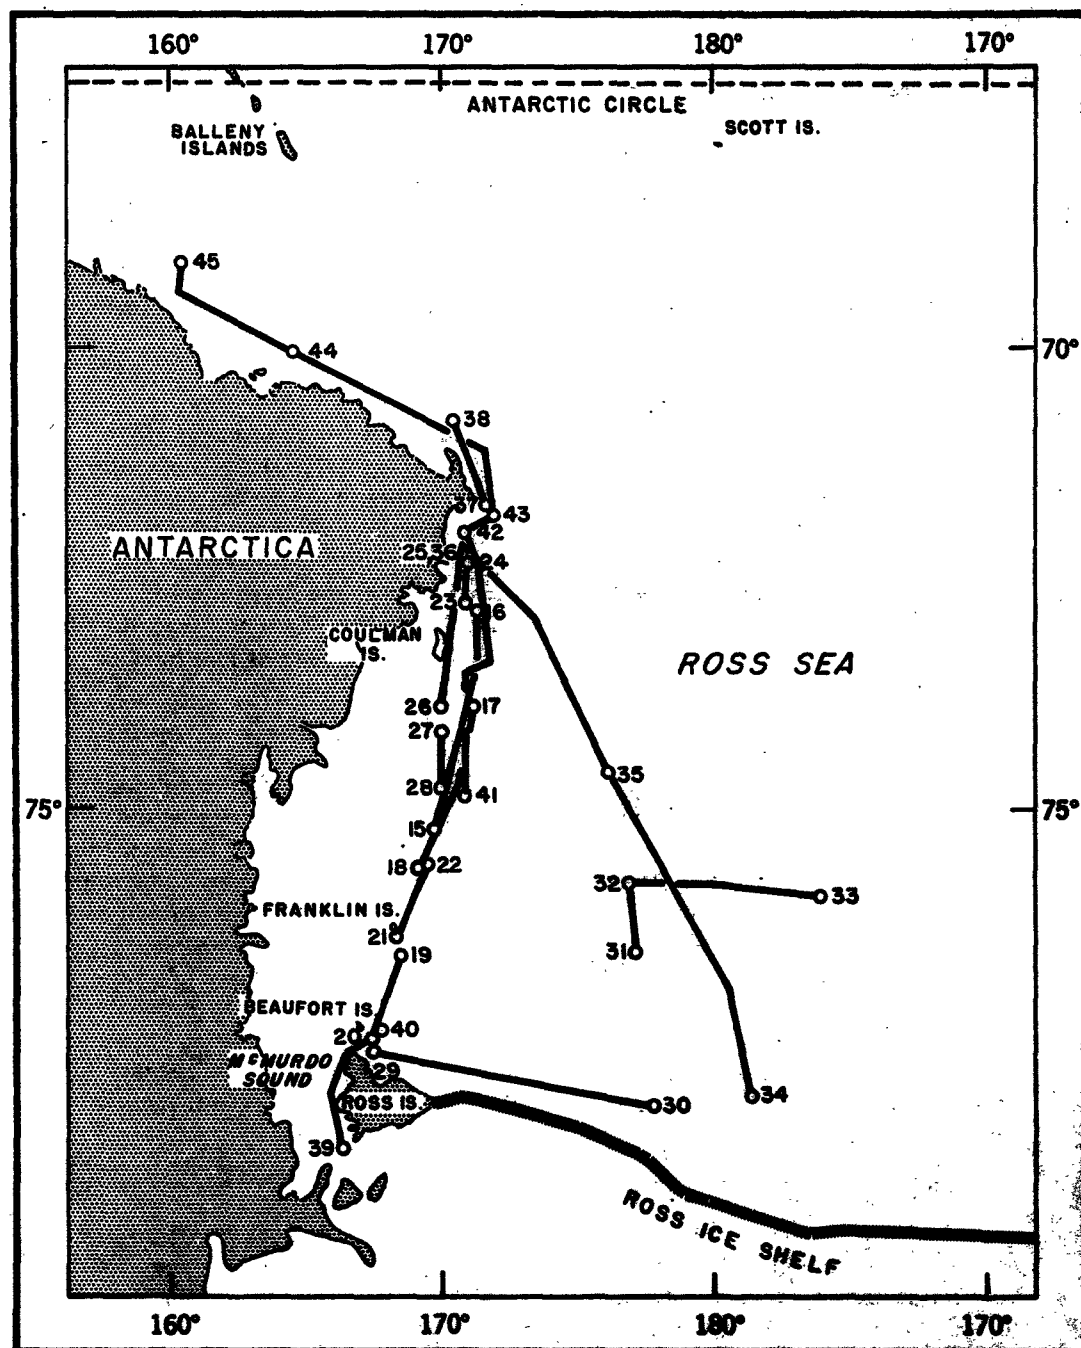 160° 170° 180° 170°
ANTARCTIC CIRCLE
SCOTT IS.
BALLENY
ISLANDS
45
44
70°
38
37
43
42
ANTARCTICA
25 36 24
23 16
COULMAN
IS.
ROSS SEA
26 17
27
35
28 41
75° 75°
15
18 22
32 33
FRANKLIN IS.
21
19
31
BEAUFORT IS.
40
20
McMURDO
SOUND
29
ROSS IS.
30
34
39
ROSS ICE SHELF
160° 170° 180° 170°